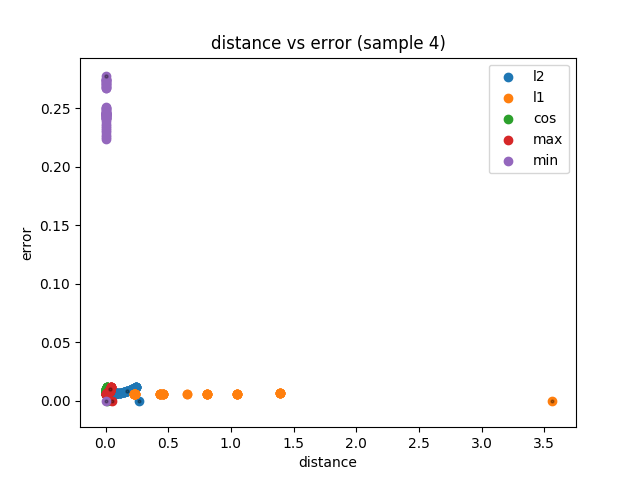 distance vs error (sample 4)
l2
l1
cos
max
min
0.25
0.20
0.15
0.10
0.05
0.00
error
0.0 0.5 1.0 1.5 2.0 2.5 3.0 3.5
distance